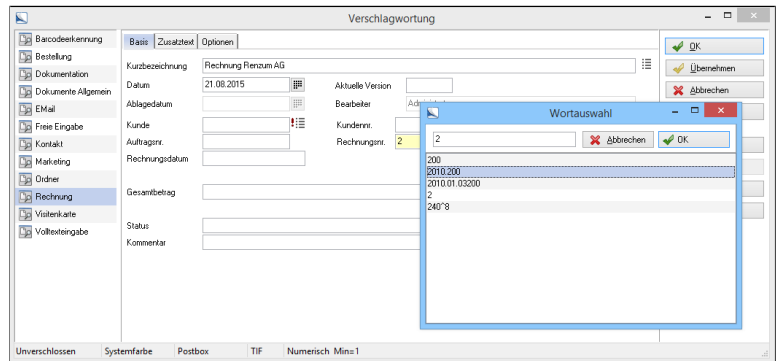 Verschlagwortung
Barcodeerkennung
Bestellung
Dokumentation
Dokumente Allgemein
EMail
Freie Eingabe
Kontakt
Marketing
Ordner
Rechnung
Visitenkarte
Volltexteingabe
Basis Zusatztext Optionen
Kurzbezeichnung Rechnung Renzum AG
Datum 21.08.2015 Aktuelle Version
Ablagedatum Bearbeiter
Kunde Kundennr.
Auftragsnr. Rechnungsnr. 2
Rechnungsdatum
Gesamtbetrag
Status
Kommentar
OK
Übernehmen
Abbrechen
Wortauswahl
2 Abbrechen OK
200
2010.200
2010.01.03200
2
240^8
Unverschlossen Systemfarbe Postbox TIF Numerisch Min=1